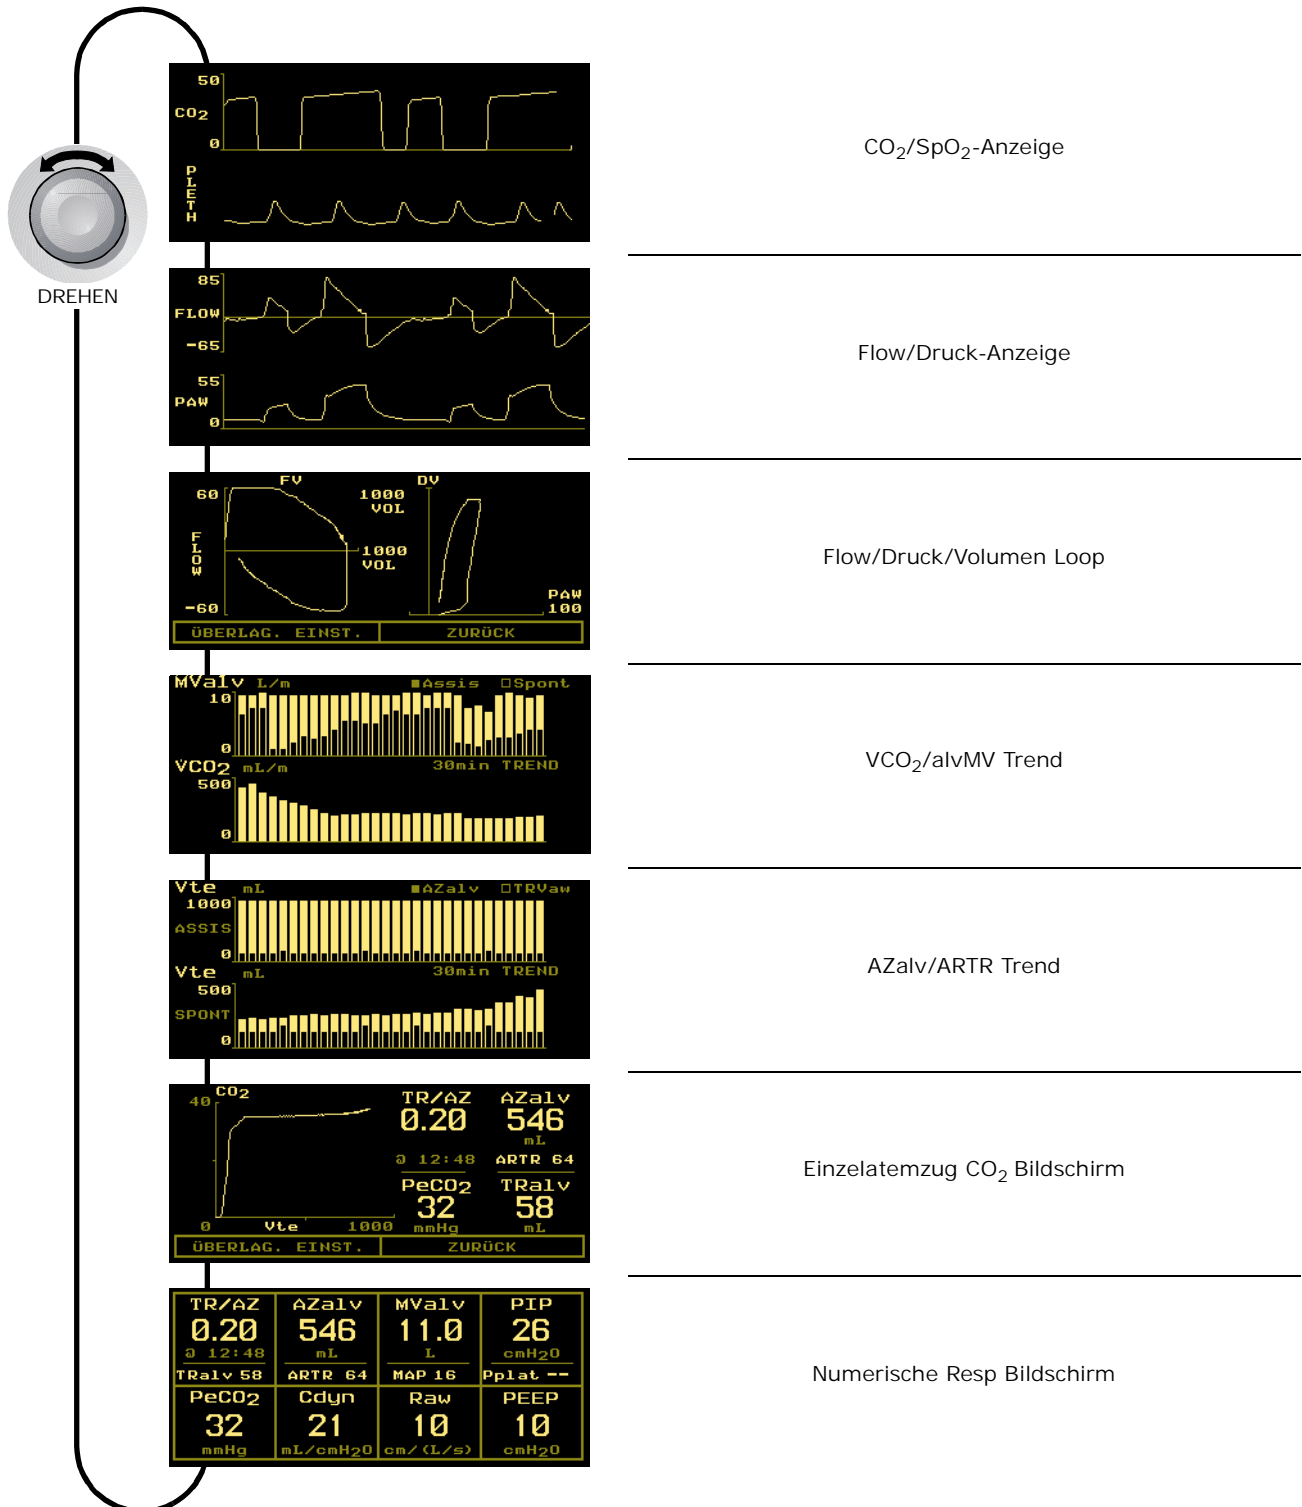 50
CO2
0
PLETH
CO2/SpO2-Anzeige
DREHEN
85
FLOW
-65
55
PAW
0
Flow/Druck-Anzeige
FV DV
60 1000
VOL
FLOW
1000
VOL
PAW
-60 100
ÜBERLAG. EINST. ZURÜCK
Flow/Druck/Volumen Loop
MValv L/m ■Assis □Spont
10
0
VCO2 mL/m 30min TREND
500
0
VCO2/alvMV Trend
Vte mL ■AZalv □TRVaw
1000
ASSIS
0
Vte mL 30min TREND
500
SPONT
0
AZalv/ARTR Trend
CO2
40
TR/AZ AZalv
0.20 546
mL
@ 12:48 ARTR 64
PeCO2 TRalv
32 58
0 Vte 1000 mmHg mL
ÜBERLAG. EINST. ZURÜCK
Einzelatemzug CO2 Bildschirm
TR/AZ AZalv MValv PIP
0.20 546 11.0 26
@ 12:48 mL L cmH2O
TRalv 58 ARTR 64 MAP 16 Pplat --
PeCO2 Cdyn Raw PEEP
32 21 10 10
mmHg mL/cmH2O cm/(L/s) cmH2O
Numerische Resp Bildschirm